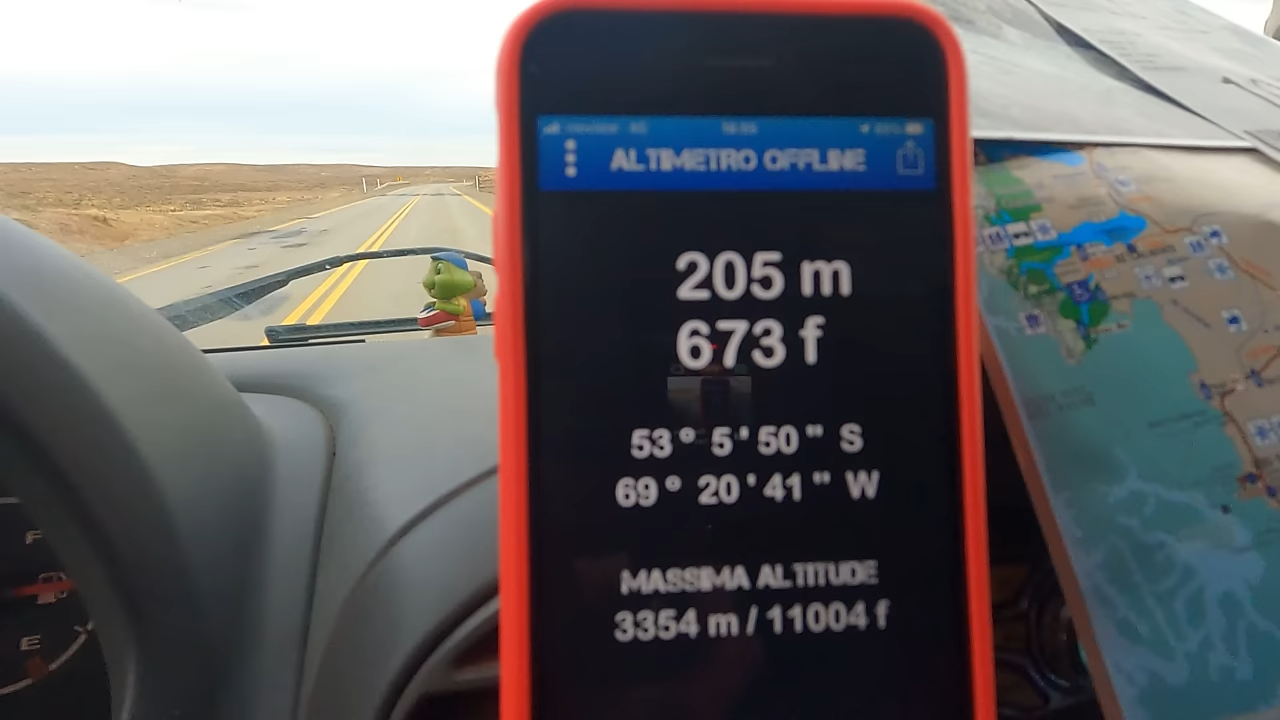 ALTIMETRO OFFLINE
205 m
673 f
53° 5' 50" S
69° 20' 41" W
MASSIMA ALTITUDE
3354 m / 11004 f
F
E